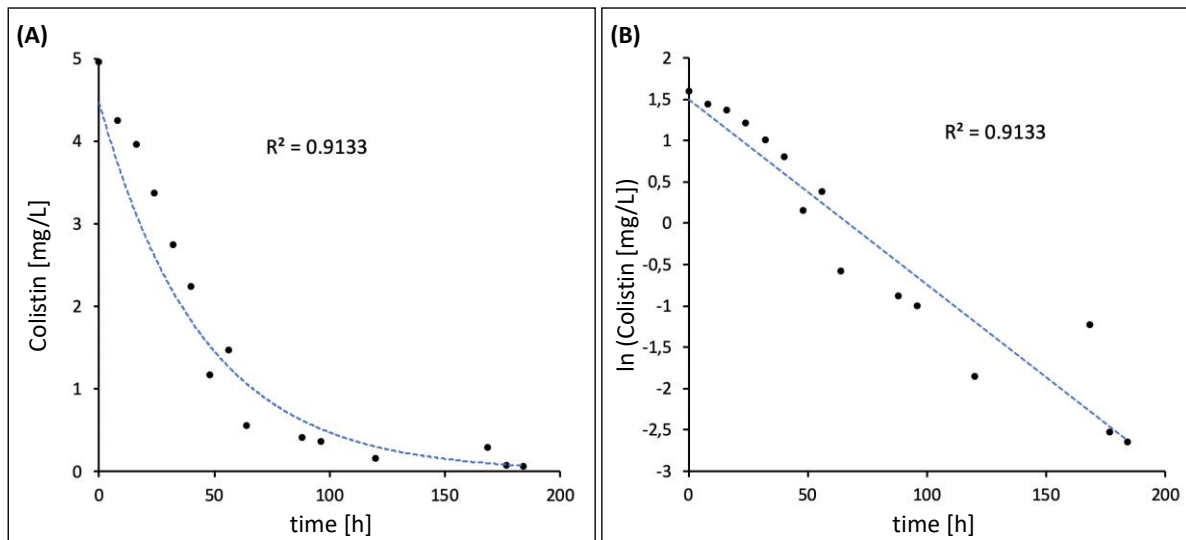 (A)
Colistin [mg/L]
5
4
3
2
1
0
R² = 0.9133
0 50 100 150 200
time [h]
(B)
ln (Colistin [mg/L])
2
1,5
1
0,5
0
-0,5
-1
-1,5
-2
-2,5
-3
R² = 0.9133
0 50 100 150 200
time [h]